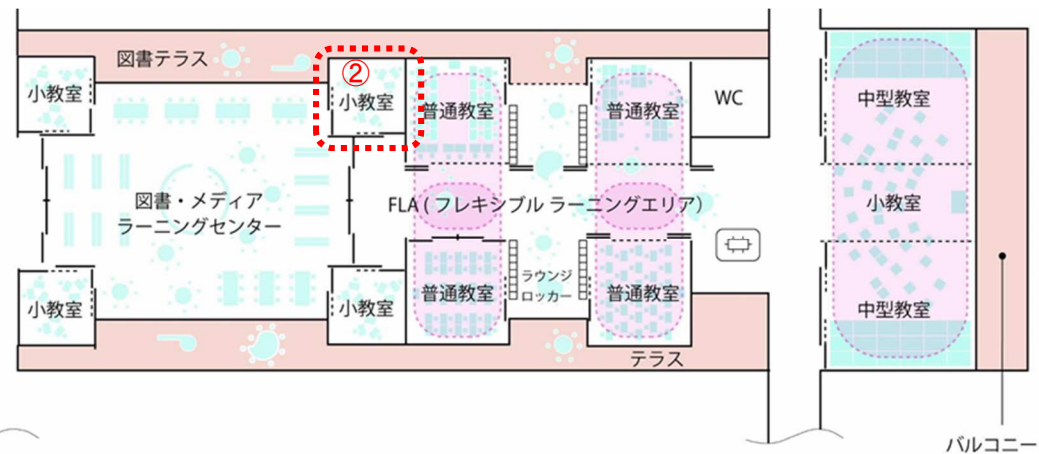 図書テラス
②
小教室
小教室
普通教室
普通教室
WC
中型教室
図書・メディア
ラーニングセンター
FLA(フレキシブル ラーニングエリア)
小教室
小教室
小教室
普通教室
ラウンジ
ロッカー
普通教室
中型教室
テラス
バルコニー